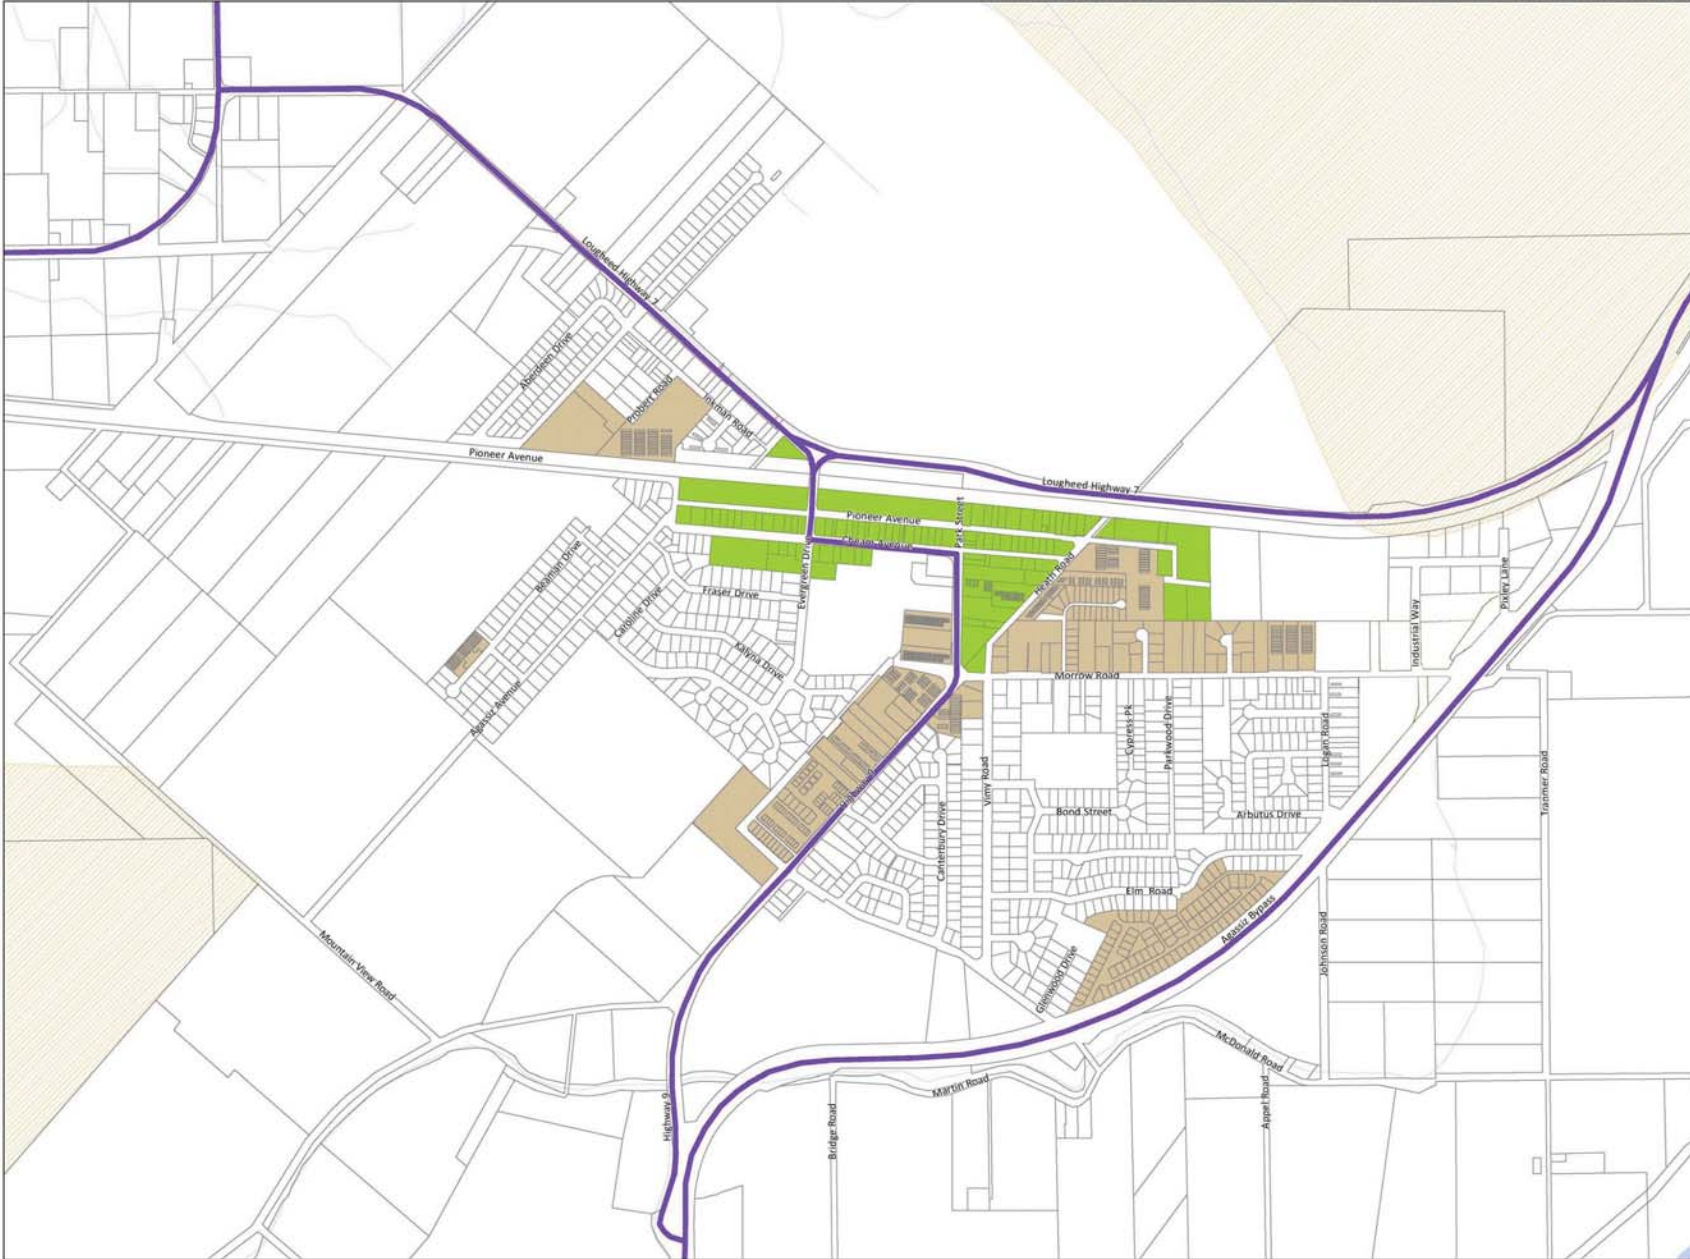 Lougheed Highway 7
Aberdeen Drive
Probert Road
Inkman Road
Pioneer Avenue
Lougheed Highway 7
Pioneer Avenue
Park Street
Cheam Avenue
Evergreen Drive
Heath Road
Beaman Drive
Fraser Drive
Caroline Drive
Kalyna Drive
Pixley Lane
Industrial Way
Morrow Road
Agassiz Avenue
Cypress Pk
Parkwood Drive
Logan Road
Vimy Road
Tranmer Road
Bond Street
Arbutus Drive
Canterbury Drive
Elm Road
Agassiz Bypass
Mountain View Road
Johnson Road
Glenwood Drive
McDonald Road
Martin Road
Highway 9
Bridge Road
Appel Road